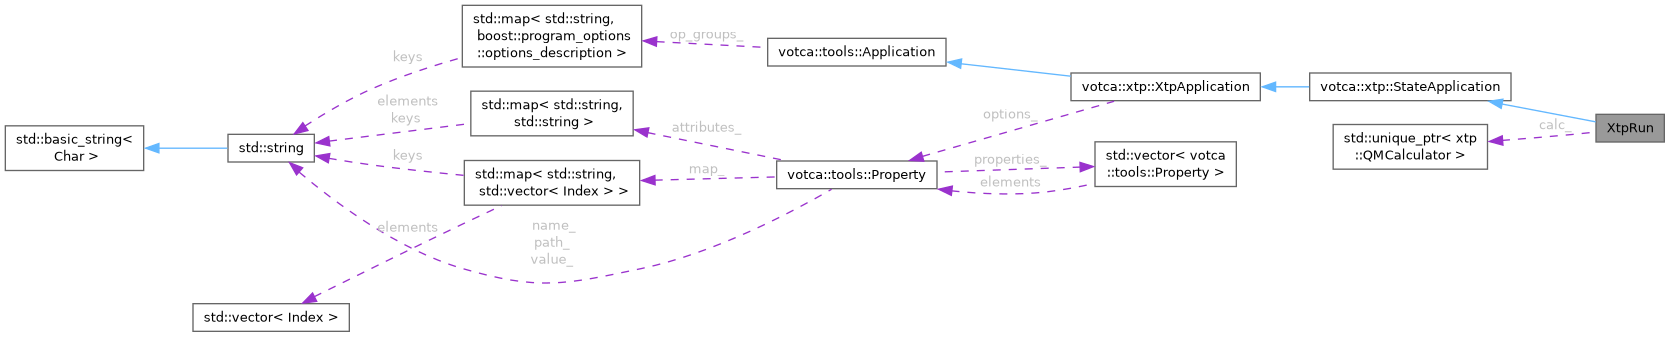 std::map< std::string,
boost::program_options
::options_description >
op_groups_
votca::tools::Application
keys
votca::xtp::XtpApplication
votca::xtp::StateApplication
elements
keys
std::map< std::string,
std::string >
options_
attributes_
calc_
XtpRun
std::basic_string<
Char >
std::string
std::unique_ptr< xtp
::QMCalculator >
keys
std::map< std::string,
std::vector< Index > >
map_
votca::tools::Property
properties_
elements
std::vector< votca
::tools::Property >
elements
name_
path_
value_
std::vector< Index >